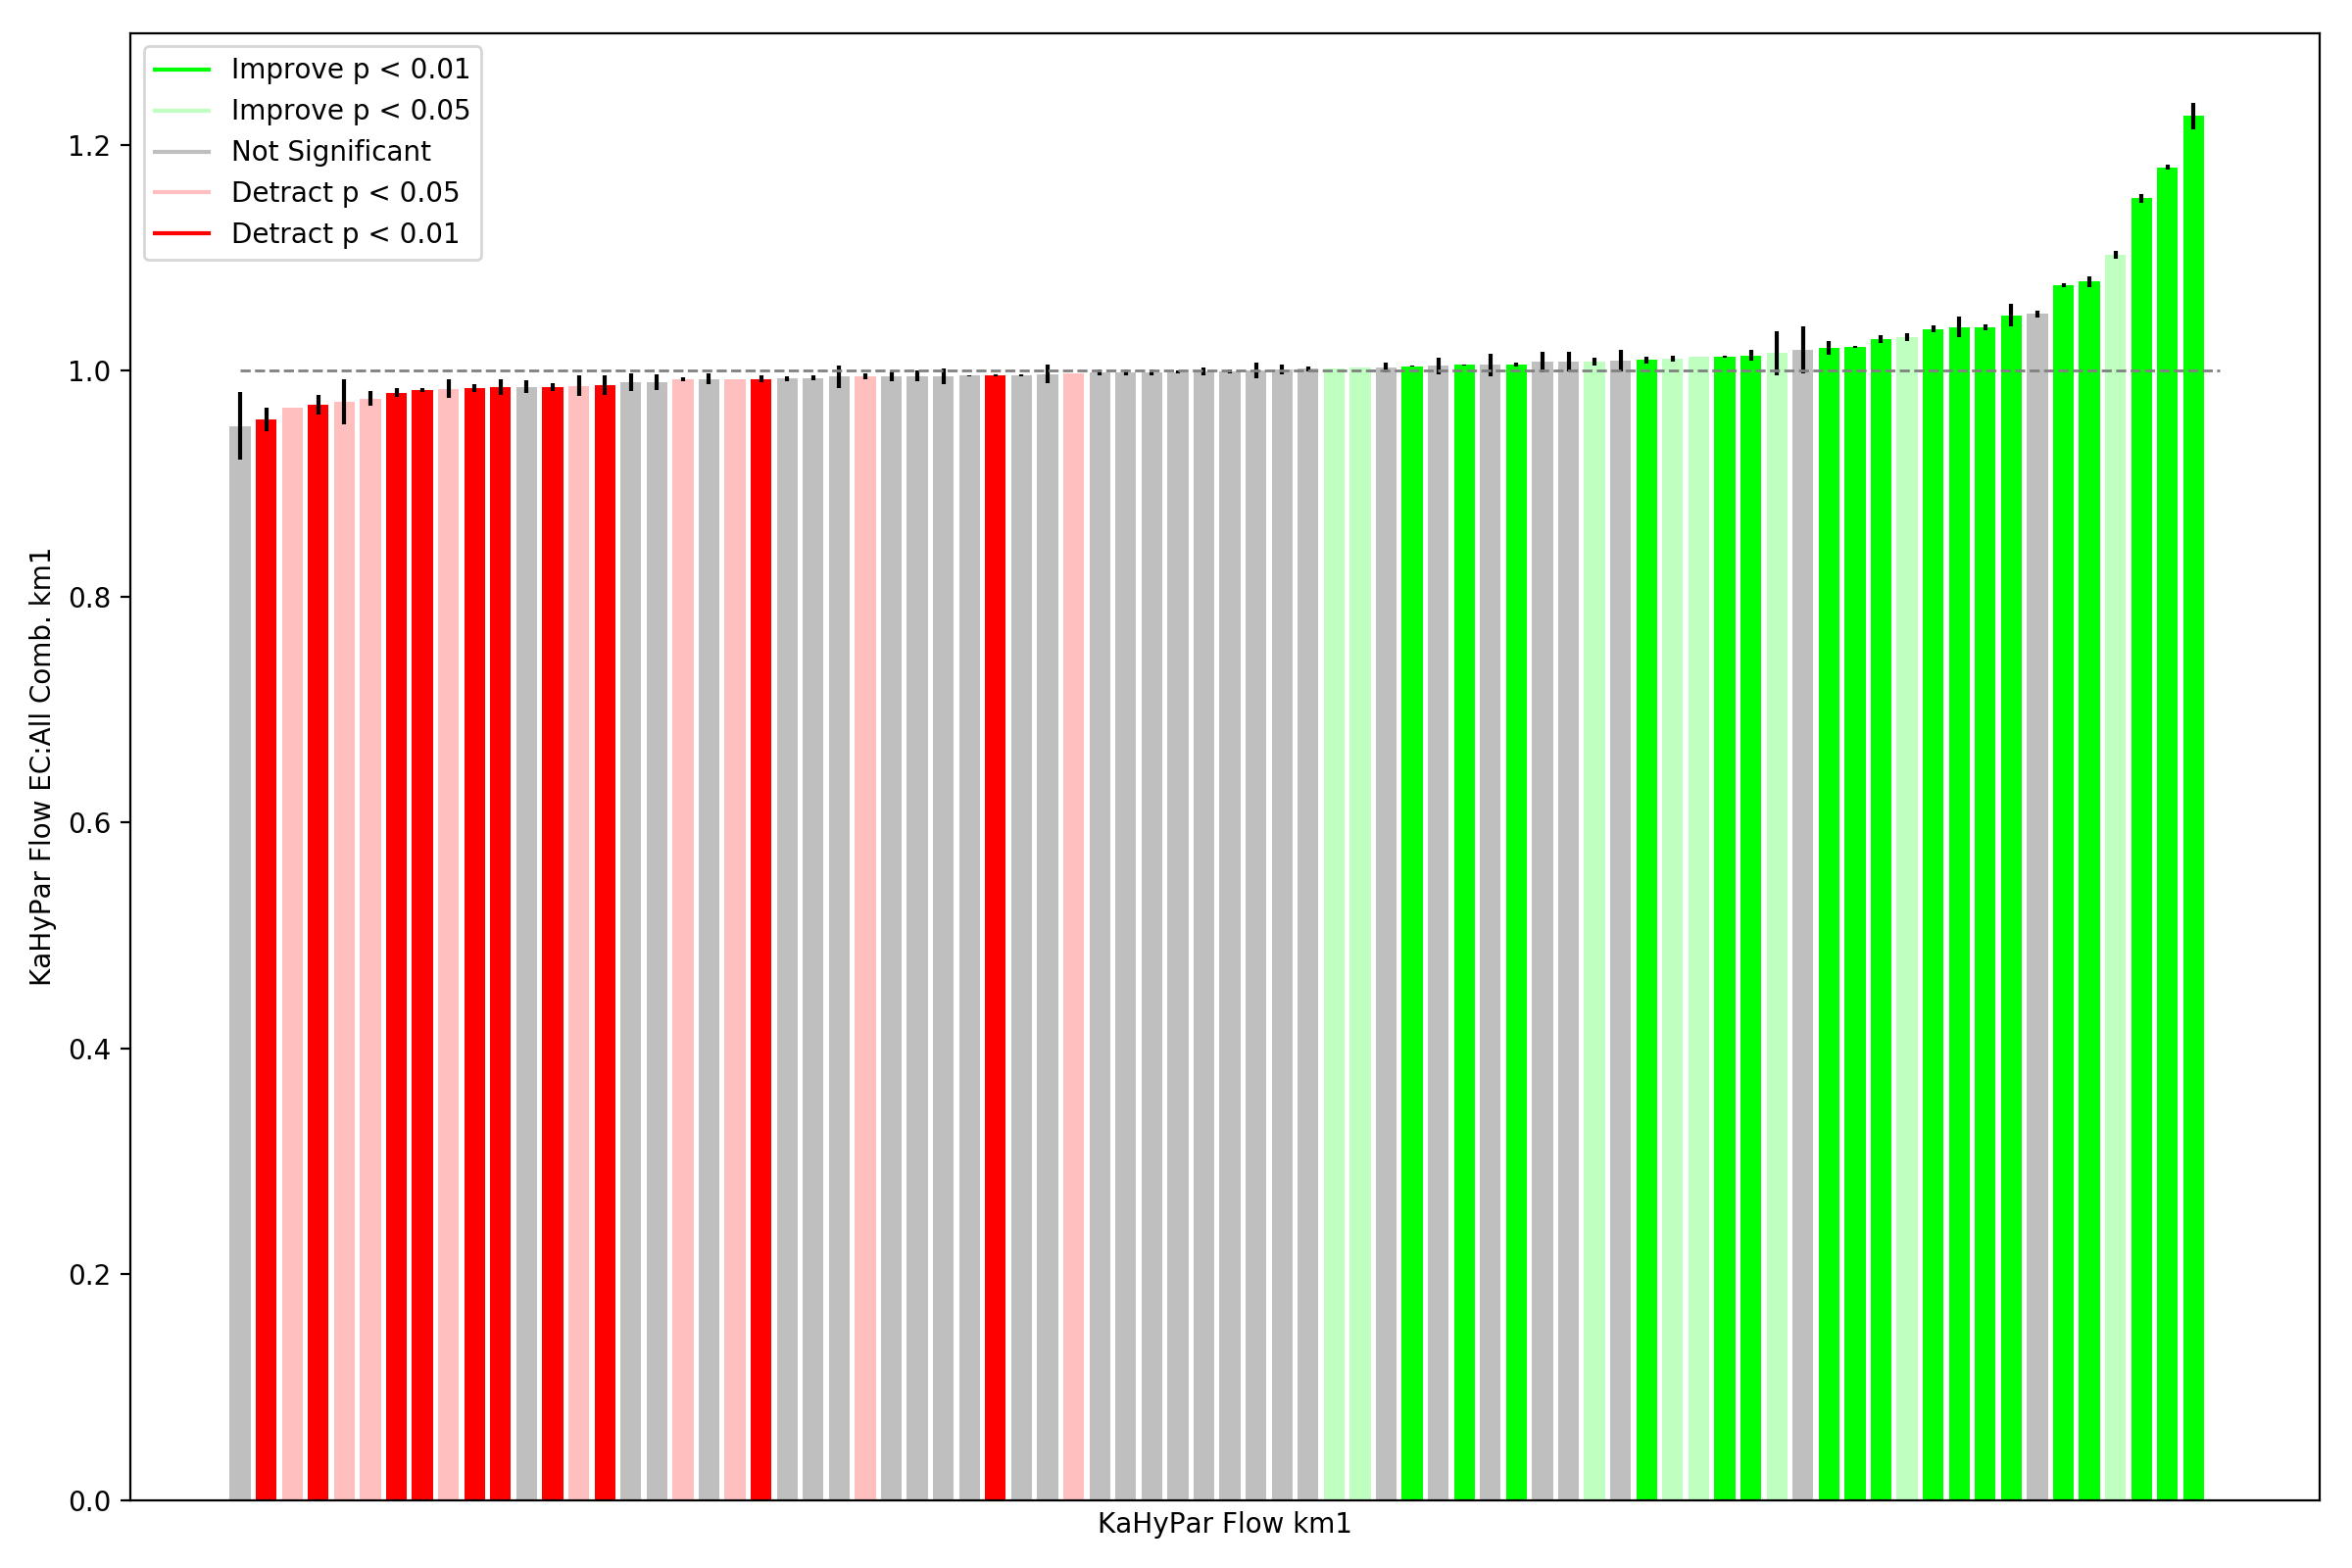 Improve p < 0.01
Improve p < 0.05
Not Significant
Detract p < 0.05
Detract p < 0.01
1.2
1.0
0.8
0.6
0.4
0.2
0.0
KaHyPar Flow EC:All Comb. km1
KaHyPar Flow km1